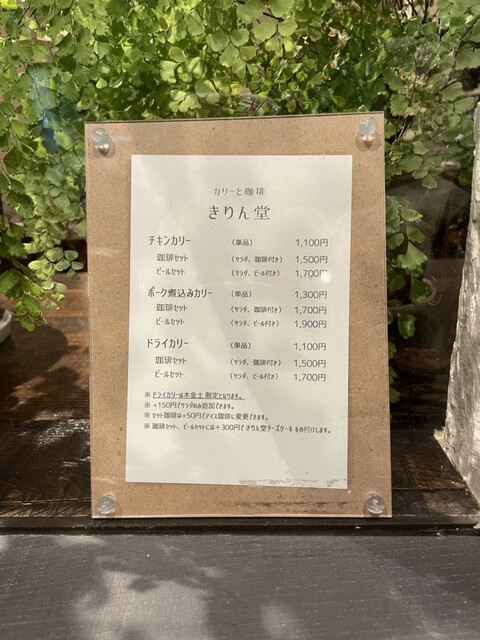 カリーと珈琲
きりん堂
チキンカリー （単品） 1,100円
珈琲セット （サラダ、珈琲付き） 1,500円
ビールセット （サラダ、ビール付き） 1,700円
ポーク煮込みカリー （単品） 1,300円
珈琲セット （サラダ、珈琲付き） 1,700円
ビールセット （サラダ、ビール付き） 1,900円
ドライカリー （単品） 1,100円
珈琲セット （サラダ、珈琲付き） 1,500円
ビールセット （サラダ、ビール付き） 1,700円
※ ドライカリーは木金土限定となります。
※ +150円でサラダのみ追加できます。
※ セット珈琲は+50円でアイス珈琲に変更できます。
※ 珈琲セット、ビールセットには+300円できりん堂チーズケーキをお付けします。